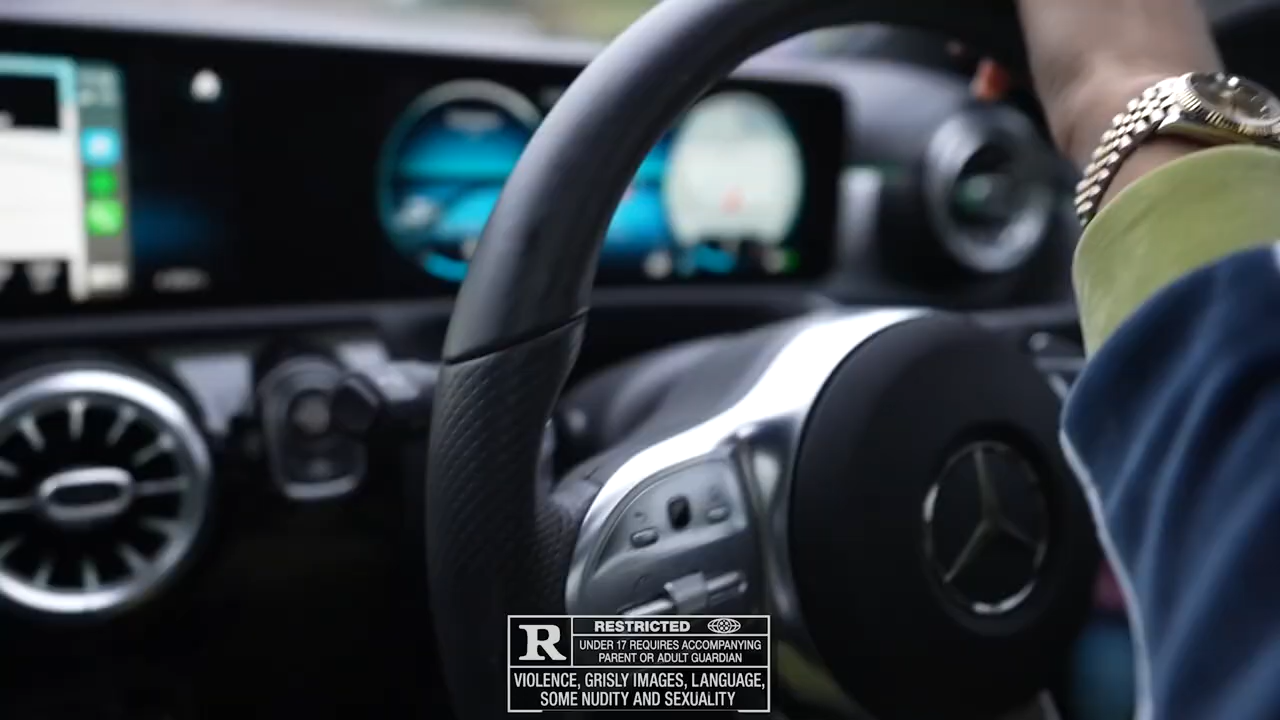 R
RESTRICTED
UNDER 17 REQUIRES ACCOMPANYING
PARENT OR ADULT GUARDIAN
VIOLENCE, GRISLY IMAGES, LANGUAGE,
SOME NUDITY AND SEXUALITY